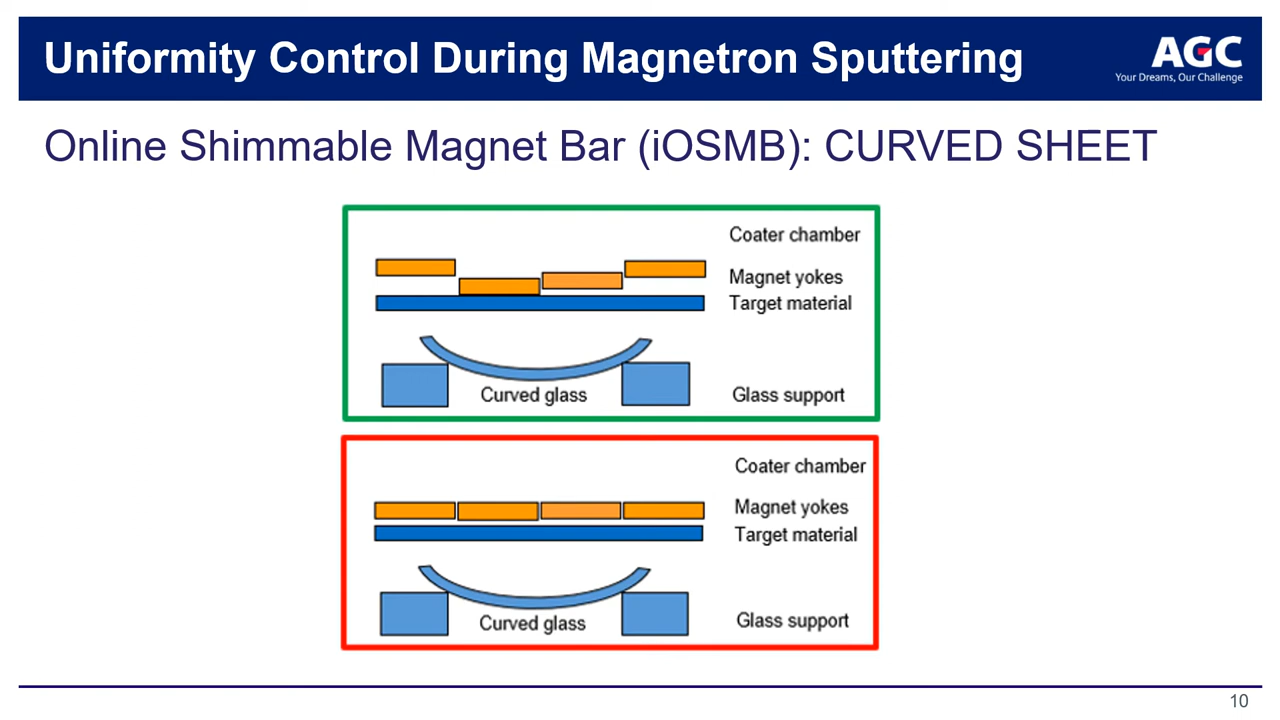 Uniformity Control During Magnetron Sputtering
AGC
Your Dreams, Our Challenge
Online Shimmable Magnet Bar (iOSMB): CURVED SHEET
Coater chamber
Magnet yokes
Target material
Curved glass
Glass support
Coater chamber
Magnet yokes
Target material
Curved glass
Glass support
10